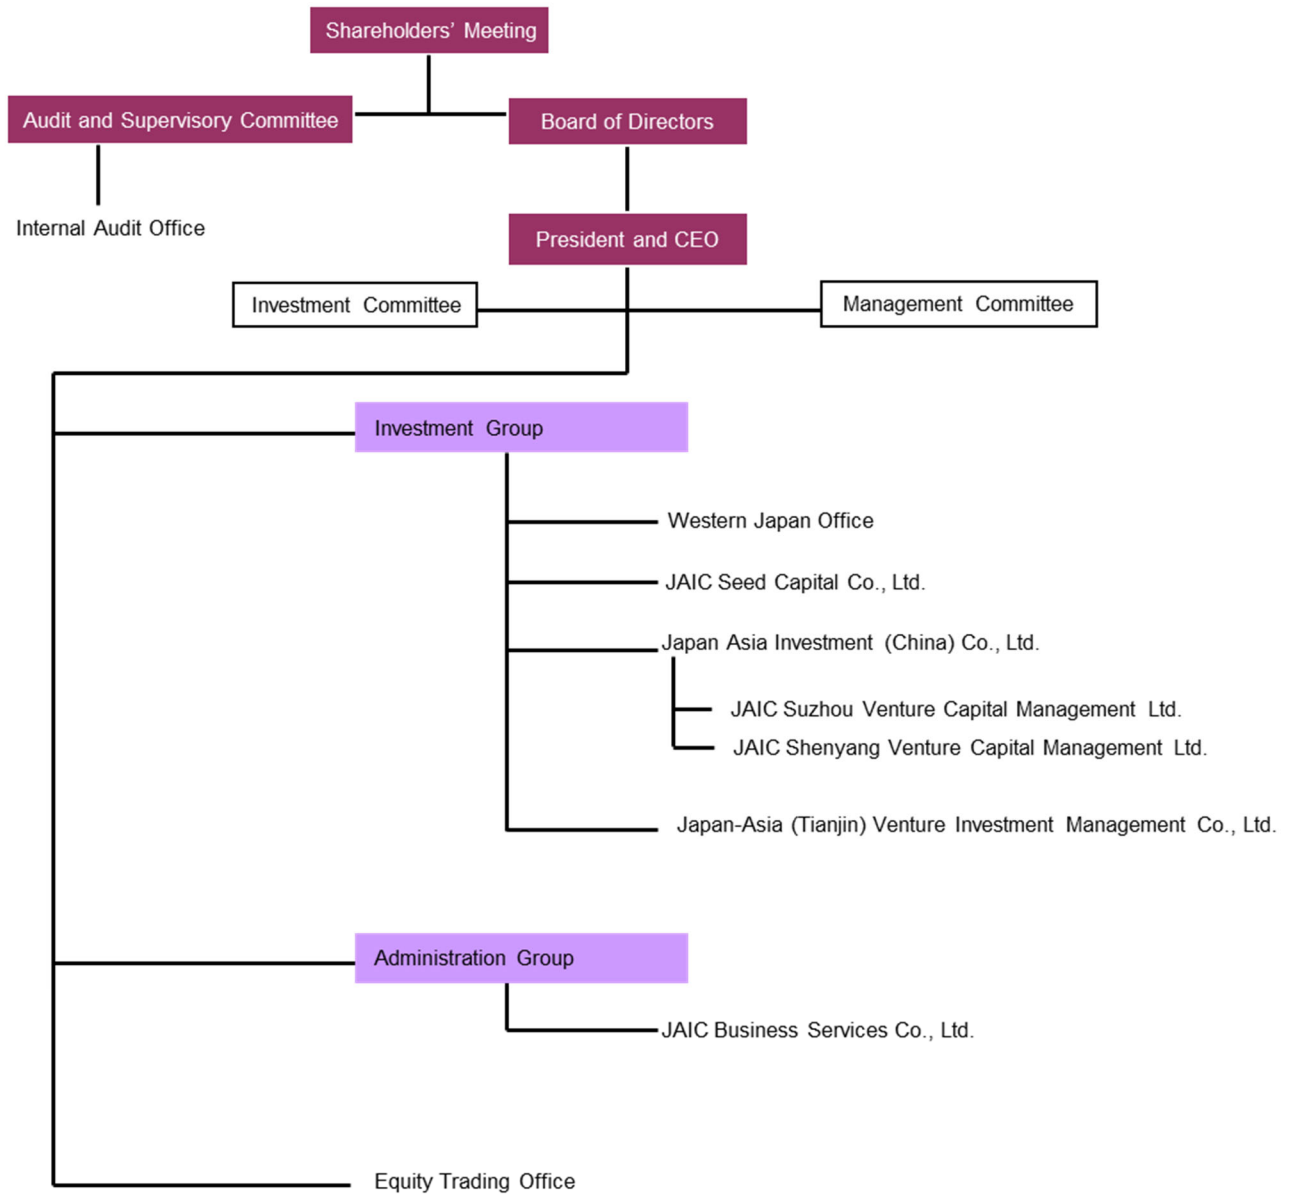 Shareholders’ Meeting
Audit and Supervisory Committee
Board of Directors
Internal Audit Office
President and CEO
Investment Committee
Management Committee
Investment Group
Western Japan Office
JAIC Seed Capital Co., Ltd.
Japan Asia Investment (China) Co., Ltd.
JAIC Suzhou Venture Capital Management Ltd.
JAIC Shenyang Venture Capital Management Ltd.
Japan-Asia (Tianjin) Venture Investment Management Co., Ltd.
Administration Group
JAIC Business Services Co., Ltd.
Equity Trading Office